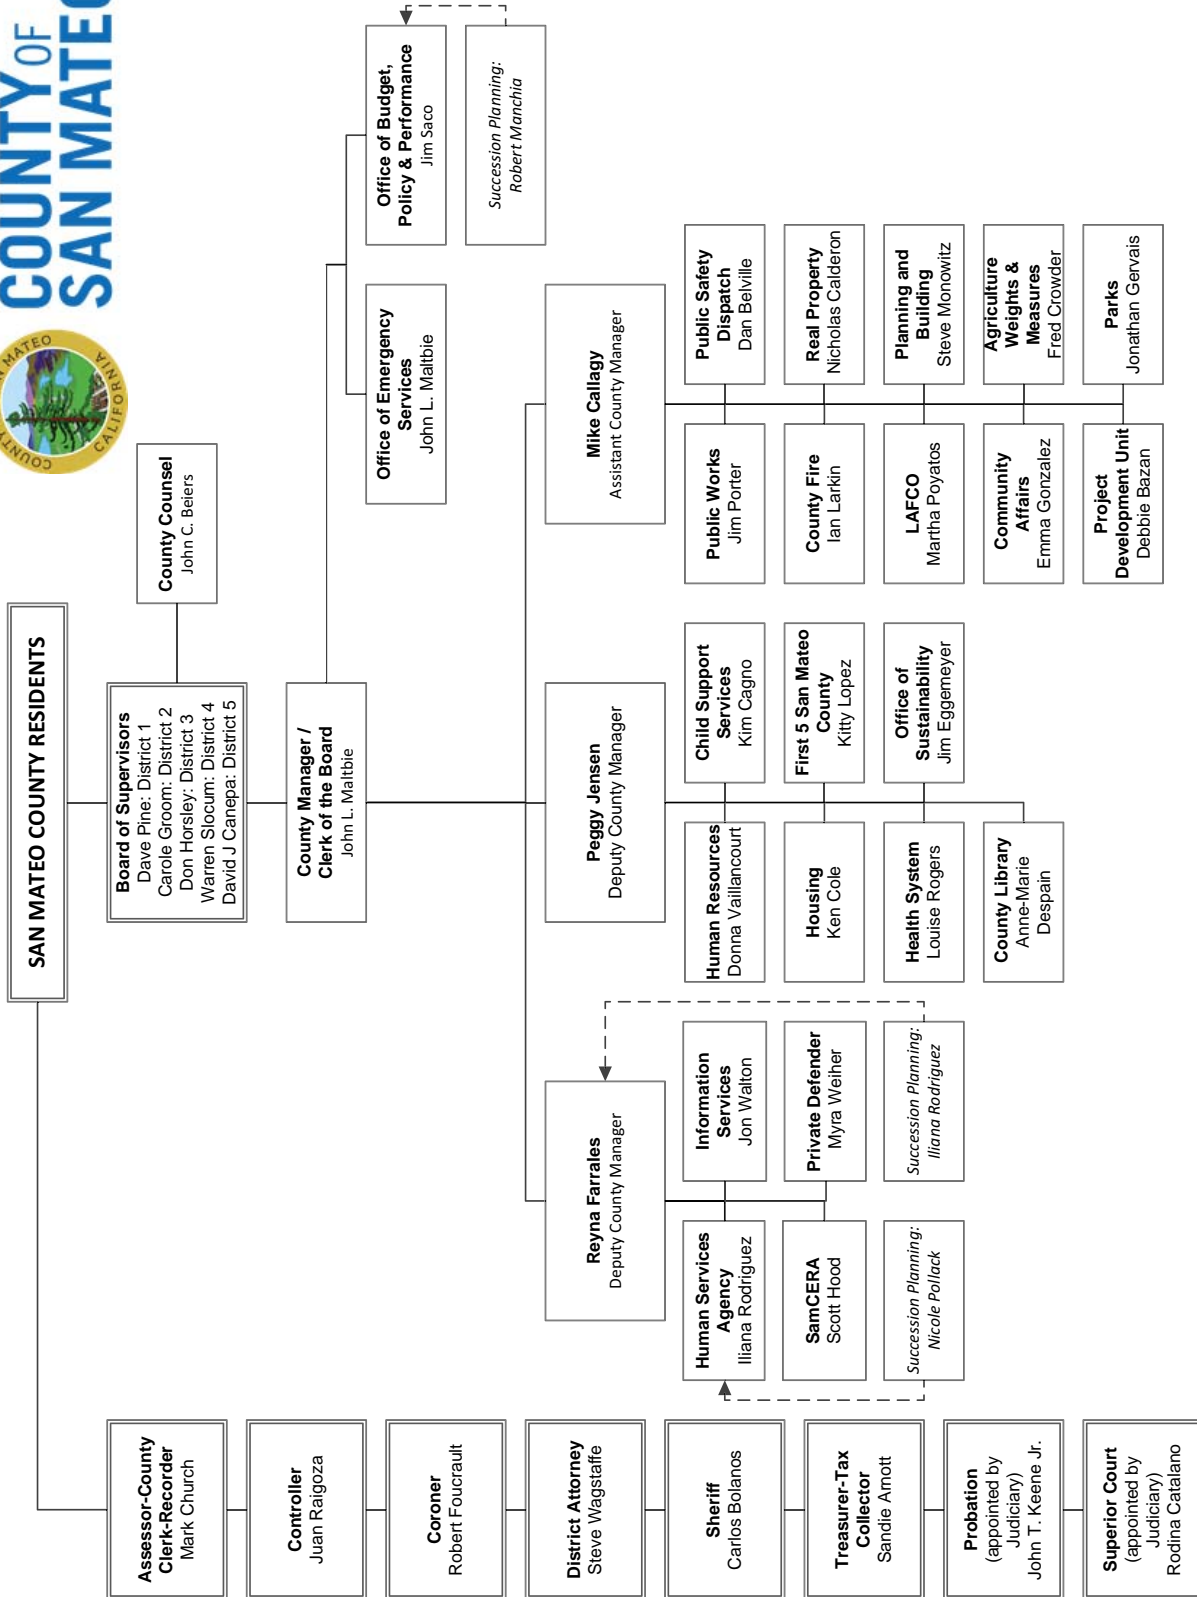 COUNTY OF
SAN MATEO
COUNTY
MATEO
CALIFORNIA
SAN MATEO COUNTY RESIDENTS
Board of Supervisors
Dave Pine: District 1
Carole Groom: District 2
Don Horsley: District 3
Warren Slocum: District 4
David J Canepa: District 5
County Counsel
John C. Beiers
County Manager /
Clerk of the Board
John L. Maltbie
Office of Emergency
Services
John L. Maltbie
Office of Budget,
Policy & Performance
Jim Saco
Succession Planning:
Robert Manchia
Assessor-County
Clerk-Recorder
Mark Church
Controller
Juan Raigoza
Coroner
Robert Foucrault
District Attorney
Steve Wagstaffe
Sheriff
Carlos Bolanos
Treasurer-Tax
Collector
Sandie Arnott
Probation
(appointed by
Judiciary)
John T. Keene Jr.
Superior Court
(appointed by
Judiciary)
Rodina Catalano
Reyna Farrales
Deputy County Manager
Human Services
Agency
Iliana Rodriguez
Information
Services
Jon Walton
SamCERA
Scott Hood
Private Defender
Myra Weiher
Succession Planning:
Nicole Pollack
Succession Planning:
Iliana Rodriguez
Peggy Jensen
Deputy County Manager
Human Resources
Donna Vaillancourt
Child Support
Services
Kim Cagno
Housing
Ken Cole
First 5 San Mateo
County
Kitty Lopez
Health System
Louise Rogers
Office of
Sustainability
Jim Eggemeyer
County Library
Anne-Marie
Despain
Mike Callagy
Assistant County Manager
Public Works
Jim Porter
Public Safety
Dispatch
Dan Belville
County Fire
Ian Larkin
Real Property
Nicholas Calderon
LAFCO
Martha Poyatos
Planning and
Building
Steve Monowitz
Community
Affairs
Emma Gonzalez
Agriculture
Weights &
Measures
Fred Crowder
Project
Development Unit
Debbie Bazan
Parks
Jonathan Gervais